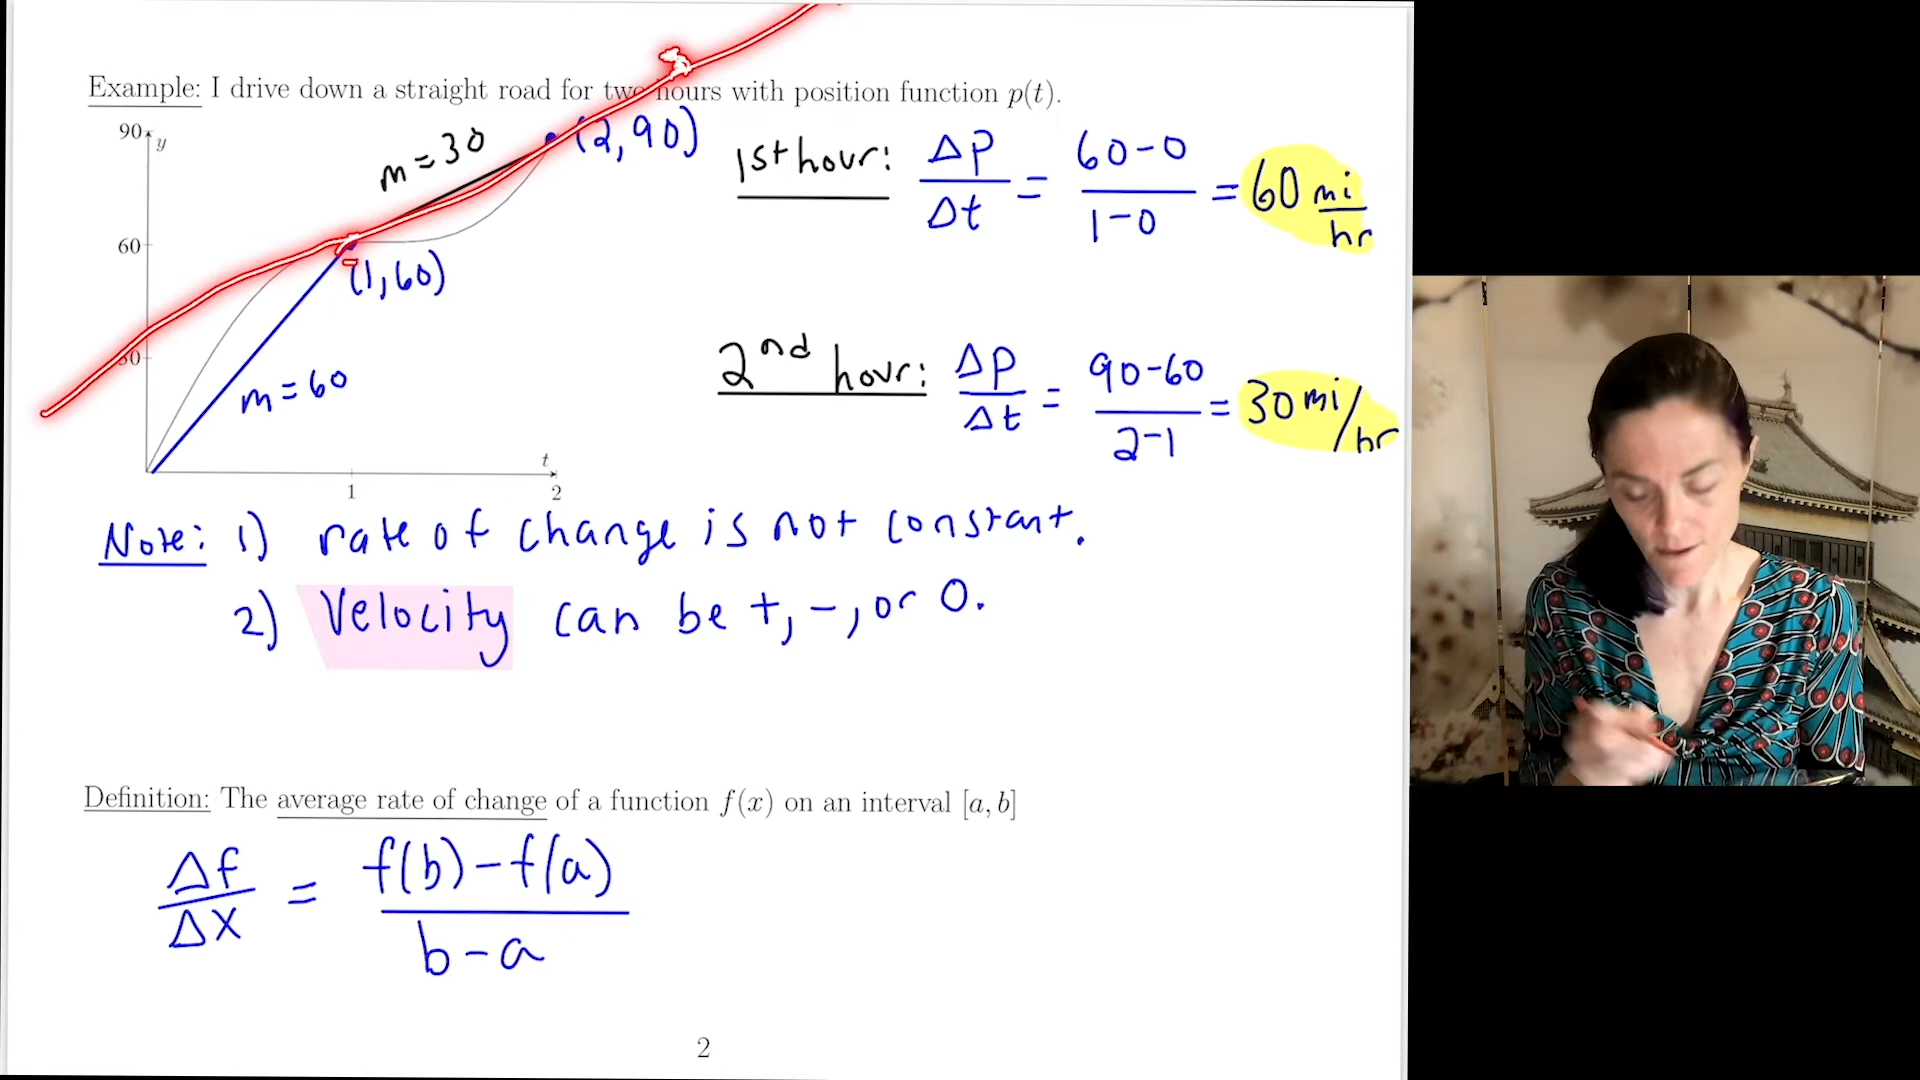 Example: I drive down a straight road for two hours with position function p(t).
90
y
m = 30
(2, 90)
1st hour: Δp/Δt = 60-0/1-0 = 60 mi/hr
60
(1, 60)
30
m = 60
2nd hour: Δp/Δt = 90-60/2-1 = 30 mi/hr
t
1 2
Note: 1) rate of change is not constant.
2) Velocity can be +, -, or 0.
Definition: The average rate of change of a function f(x) on an interval [a, b]
Δf/Δx = f(b)-f(a)/b-a
2